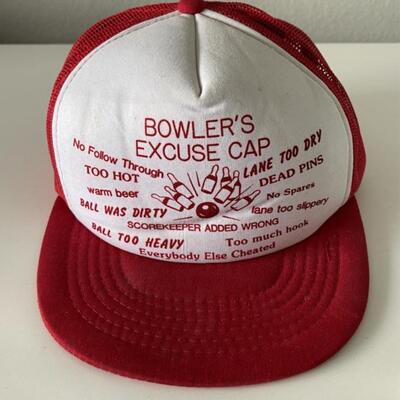 BOWLER'S
EXCUSE CAP
No Follow Through
LANE TOO DRY
TOO HOT
DEAD PINS
warm beer
No Spares
BALL WAS DIRTY
lane too slippery
SCOREKEEPER ADDED WRONG
BALL TOO HEAVY
Too much hook
Everybody Else Cheated